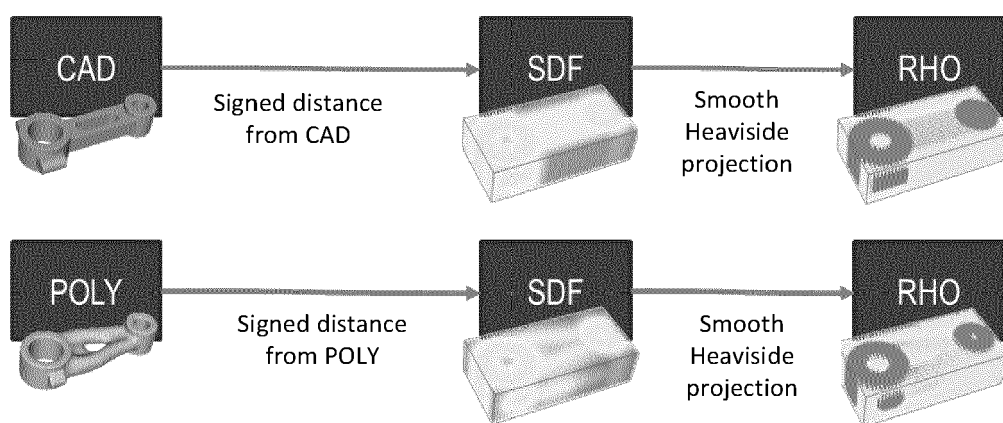 CAD
Signed distance
from CAD
SDF
Smooth
Heaviside
projection
RHO
POLY
Signed distance
from POLY
SDF
Smooth
Heaviside
projection
RHO